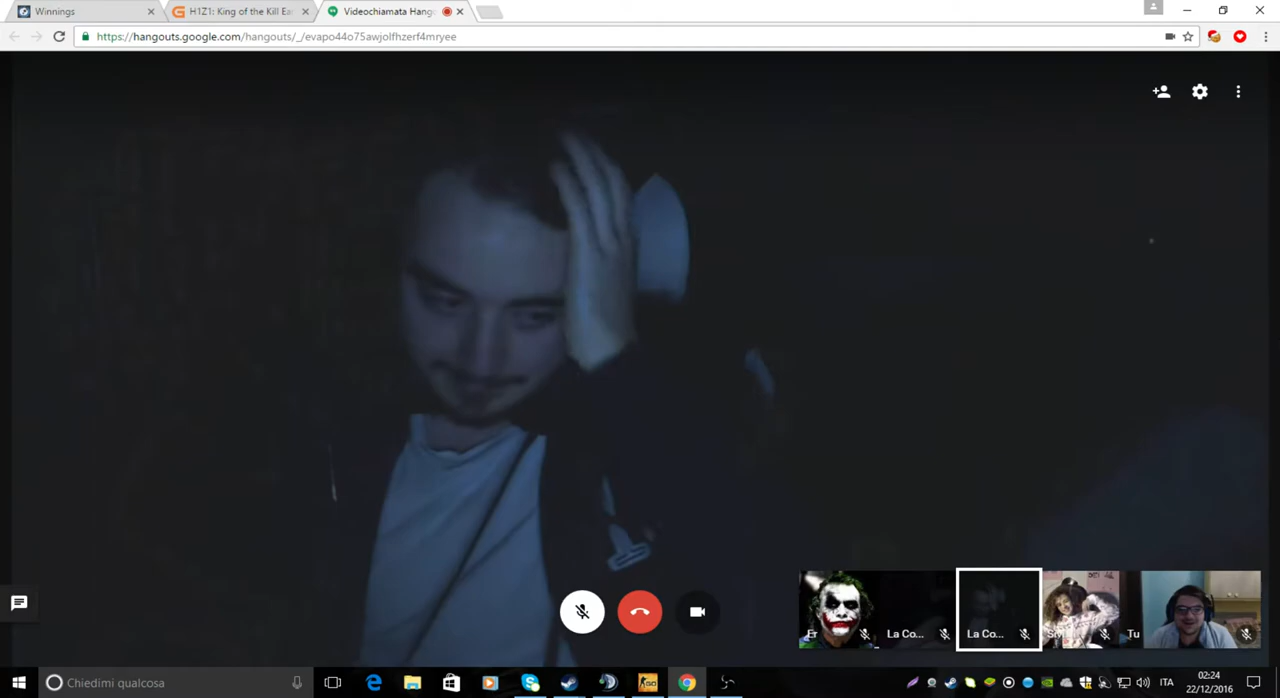 Winnings
H1Z1: King of the Kill Ea
Videochiamata Hang
https://hangouts.google.com/hangouts/_/evapo44o75awjolfhzerf4mryee
Er
La Co...
La Co...
Tu
Chiedimi qualcosa
ITA
02:24
22/12/2016